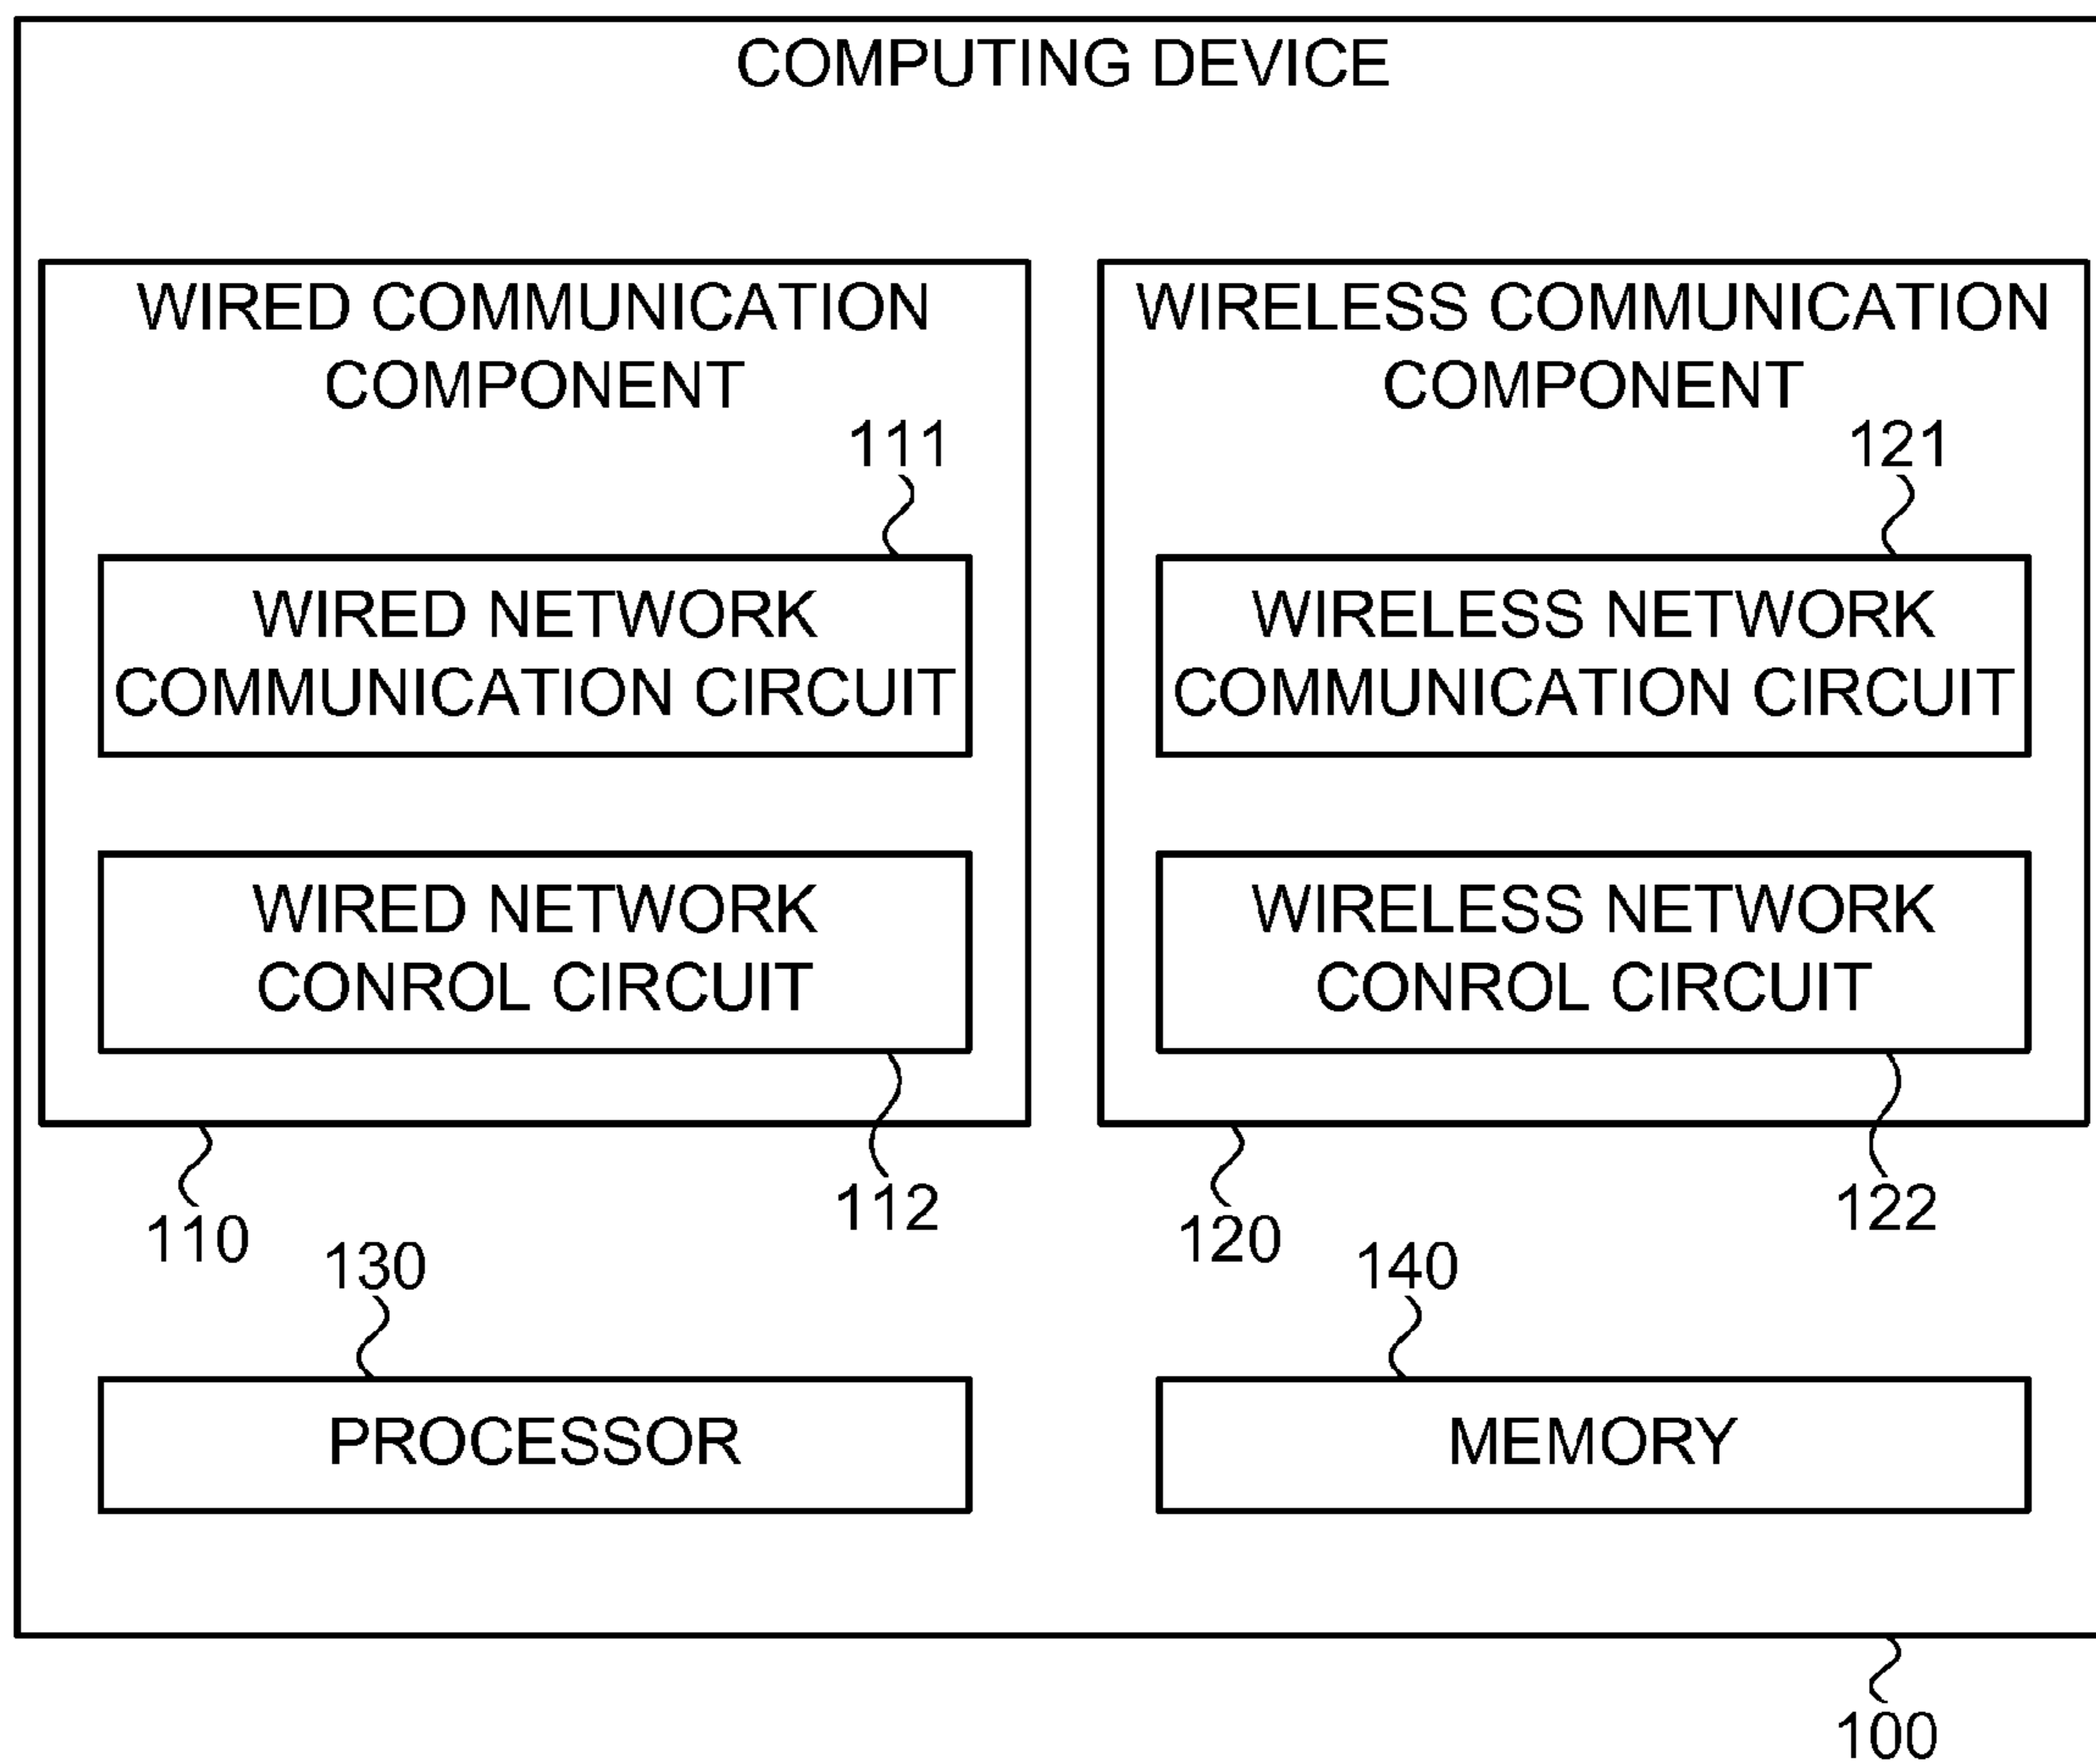 COMPUTING DEVICE
WIRED COMMUNICATION
COMPONENT
111
WIRED NETWORK
COMMUNICATION CIRCUIT
WIRED NETWORK
CONROL CIRCUIT
110
112
WIRELESS COMMUNICATION
COMPONENT
121
WIRELESS NETWORK
COMMUNICATION CIRCUIT
WIRELESS NETWORK
CONROL CIRCUIT
120
122
130
PROCESSOR
140
MEMORY
100